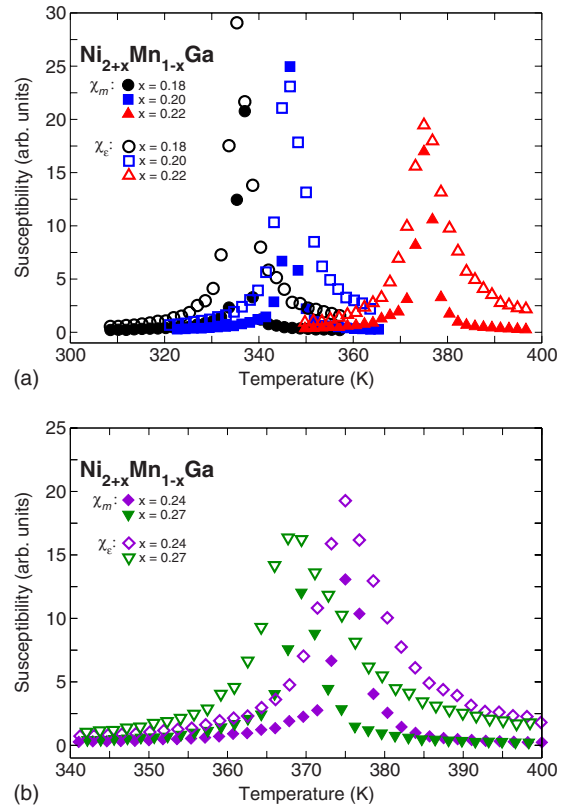 30
25
20
15
10
5
0
Susceptibility (arb. units)
Ni2+xMn1-xGa
χm: x = 0.18
x = 0.20
x = 0.22
χε: x = 0.18
x = 0.20
x = 0.22
300 320 340 360 380 400
(a) Temperature (K)
25
20
15
10
5
0
Susceptibility (arb. units)
Ni2+xMn1-xGa
χm: x = 0.24
x = 0.27
χε: x = 0.24
x = 0.27
340 350 360 370 380 390 400
(b) Temperature (K)